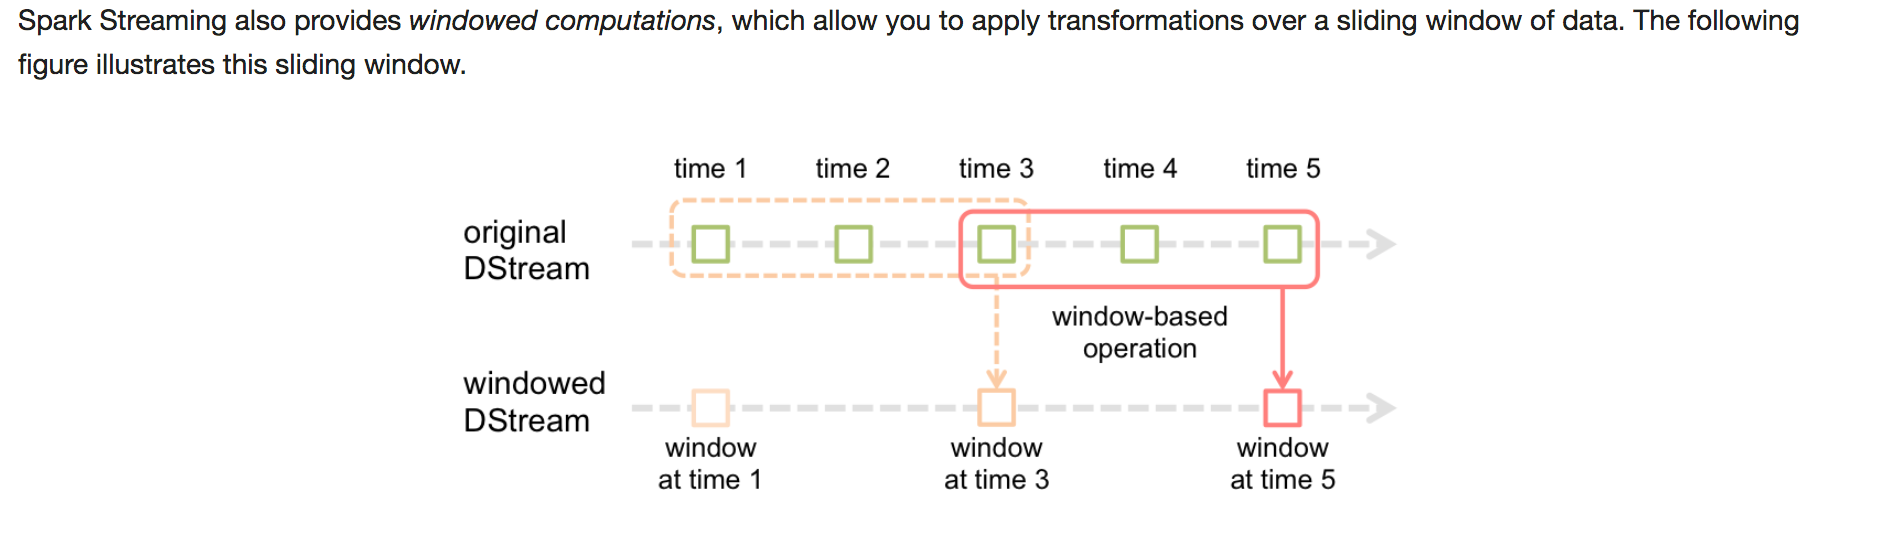 Spark Streaming also provides windowed computations, which allow you to apply transformations over a sliding window of data. The following
figure illustrates this sliding window.
time 1 time 2 time 3 time 4 time 5
original
DStream
window-based
operation
windowed
DStream
window window window
at time 1 at time 3 at time 5